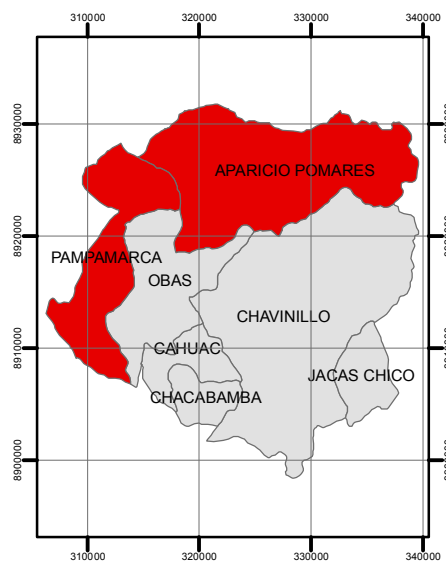 310000 320000 330000 340000
8930000
8920000
8910000
8900000
APARICIO POMARES
PAMPAMARCA
OBAS
CHAVINILLO
CAHUAC
JACAS CHICO
CHACABAMBA
310000 320000 330000 340000